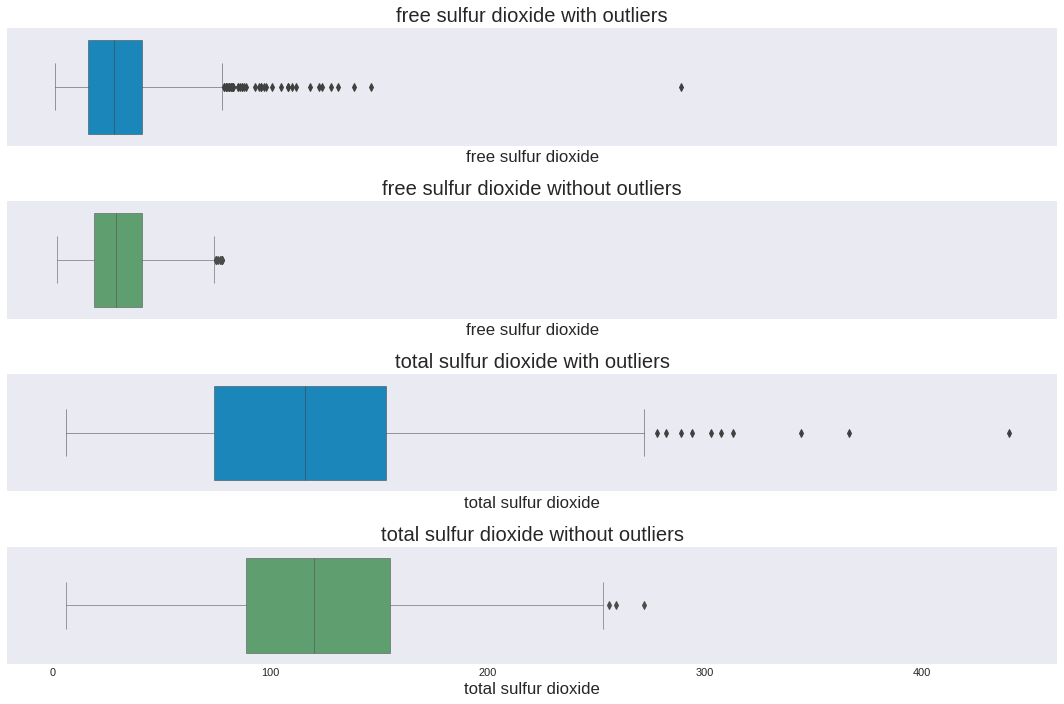 free sulfur dioxide with outliers
free sulfur dioxide
free sulfur dioxide without outliers
free sulfur dioxide
total sulfur dioxide with outliers
total sulfur dioxide
total sulfur dioxide without outliers
0 100 200 300 400
total sulfur dioxide